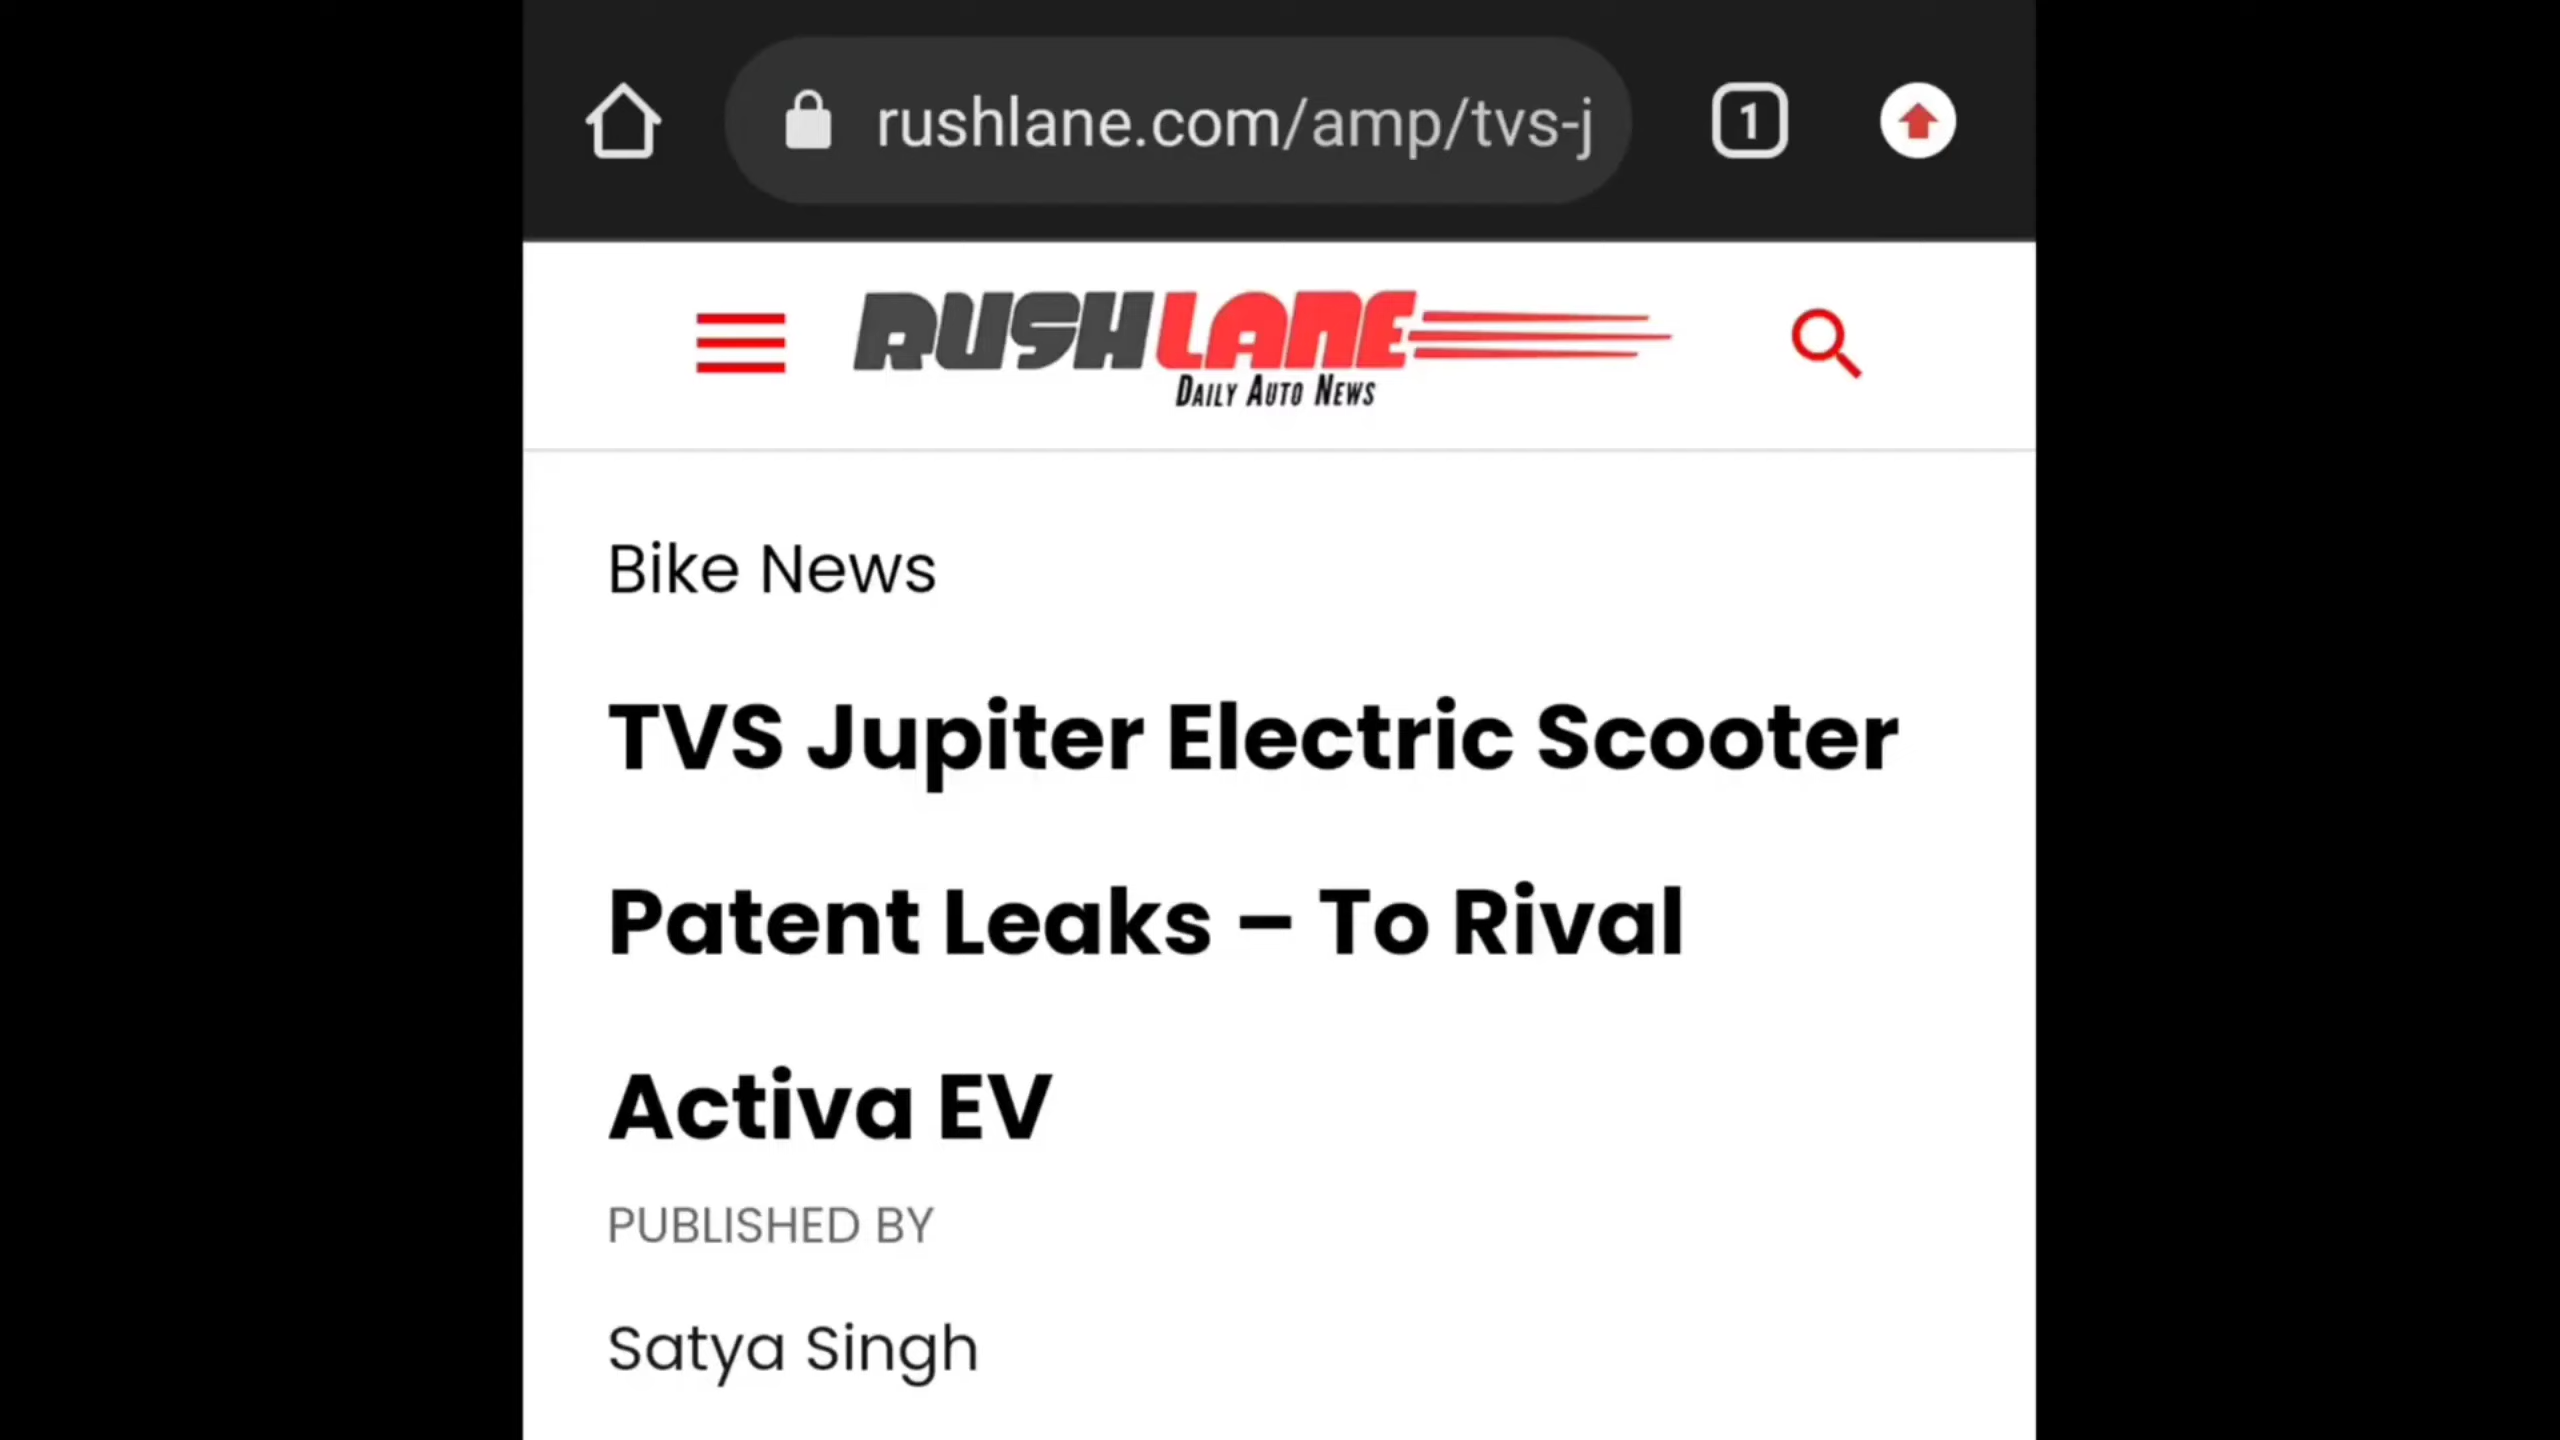 rushlane.com/amp/tvs-j
1
RUSHLANE
DAILY AUTO NEWS
Bike News
TVS Jupiter Electric Scooter
Patent Leaks – To Rival
Activa EV
PUBLISHED BY
Satya Singh